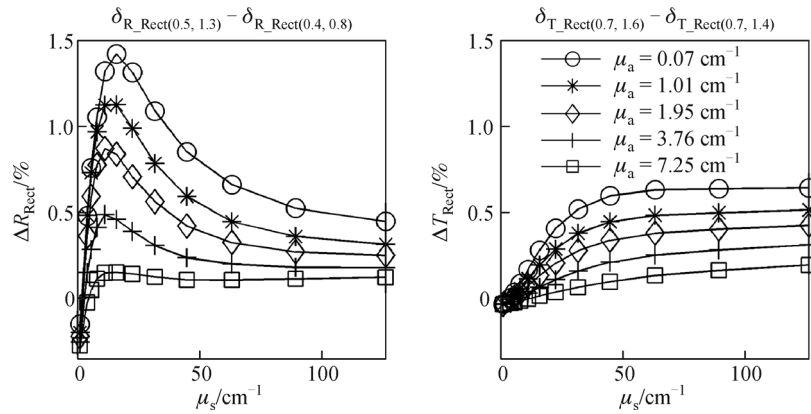 δR_Rect(0.5, 1.3) − δR_Rect(0.4, 0.8)
1.5
1.0
0.5
0
ΔR_Rect/%
0
50
100
μs/cm⁻¹
δT_Rect(0.7, 1.6) − δT_Rect(0.7, 1.4)
1.5
1.0
0.5
0
ΔT_Rect/%
μa = 0.07 cm⁻¹
μa = 1.01 cm⁻¹
μa = 1.95 cm⁻¹
μa = 3.76 cm⁻¹
μa = 7.25 cm⁻¹
0
50
100
μs/cm⁻¹